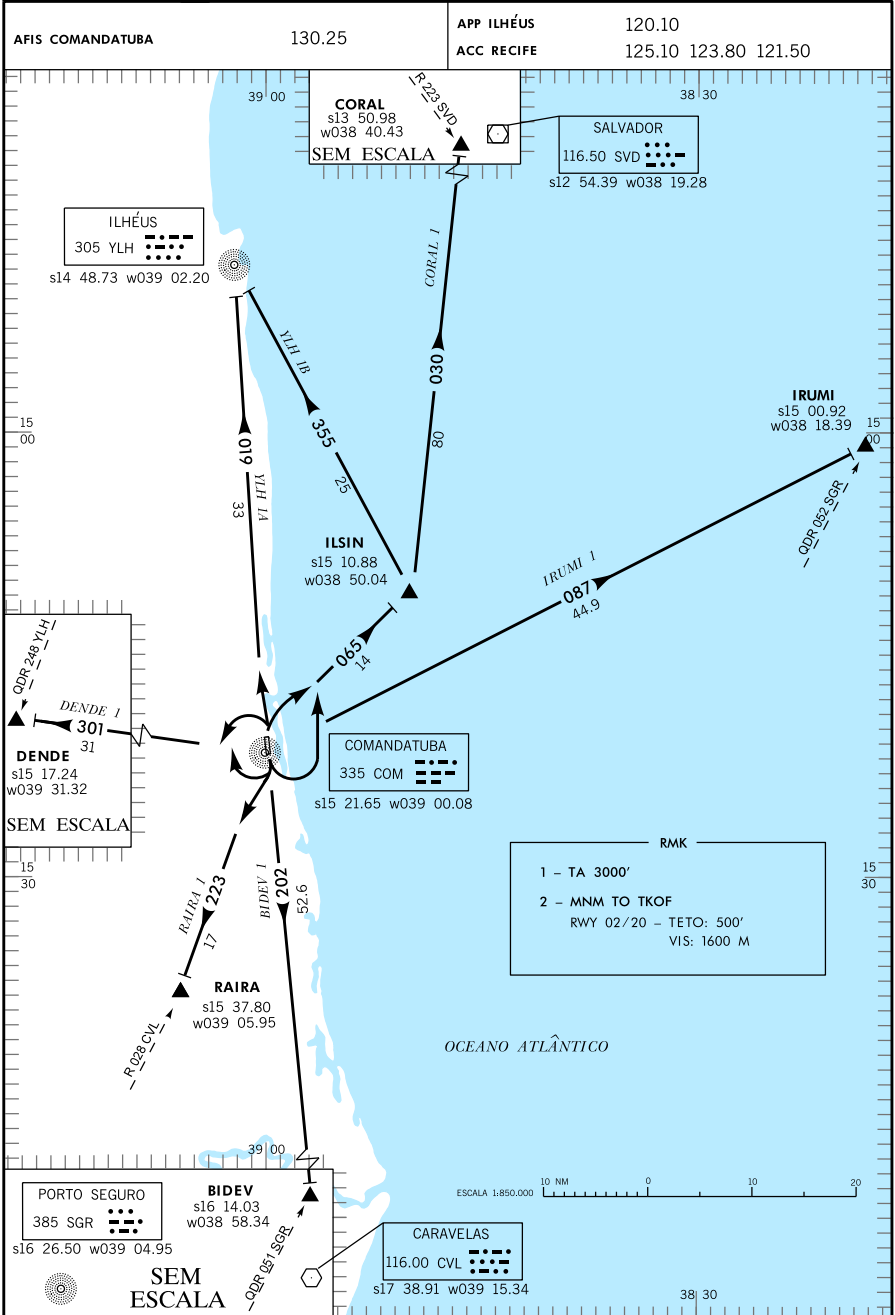 AFIS COMANDATUBA
130.25
APP ILHÉUS
120.10
ACC RECIFE
125.10 123.80 121.50
39 00
38 30
CORAL
s13 50.98
w038 40.43
SEM ESCALA
R 223 SVD
SALVADOR
116.50 SVD
s12 54.39 w038 19.28
ILHÉUS
305 YLH
s14 48.73 w039 02.20
CORAL 1
030
80
YLH 1B
355
25
YLH 1A
019
33
IRUMI
s15 00.92
w038 18.39
QDR 052 SGR
15
00
15
00
ILSIN
s15 10.88
w038 50.04
IRUMI 1
087
44.9
065
14
QDR 248 YLH
DENDE 1
301
31
DENDE
s15 17.24
w039 31.32
SEM ESCALA
COMANDATUBA
335 COM
s15 21.65 w039 00.08
RMK
1 – TA 3000’
2 – MNM TO TKOF
RWY 02/20 – TETO: 500’
VIS: 1600 M
15
30
15
30
RAIRA 1
223
17
BIDEV 1
202
52.6
RAIRA
s15 37.80
w039 05.95
R 028 CVL
OCEANO ATLÂNTICO
39 00
ESCALA 1:850.000
10 NM 0 10 20
PORTO SEGURO
385 SGR
s16 26.50 w039 04.95
BIDEV
s16 14.03
w038 58.34
QDR 051 SGR
SEM
ESCALA
CARAVELAS
116.00 CVL
s17 38.91 w039 15.34
38 30